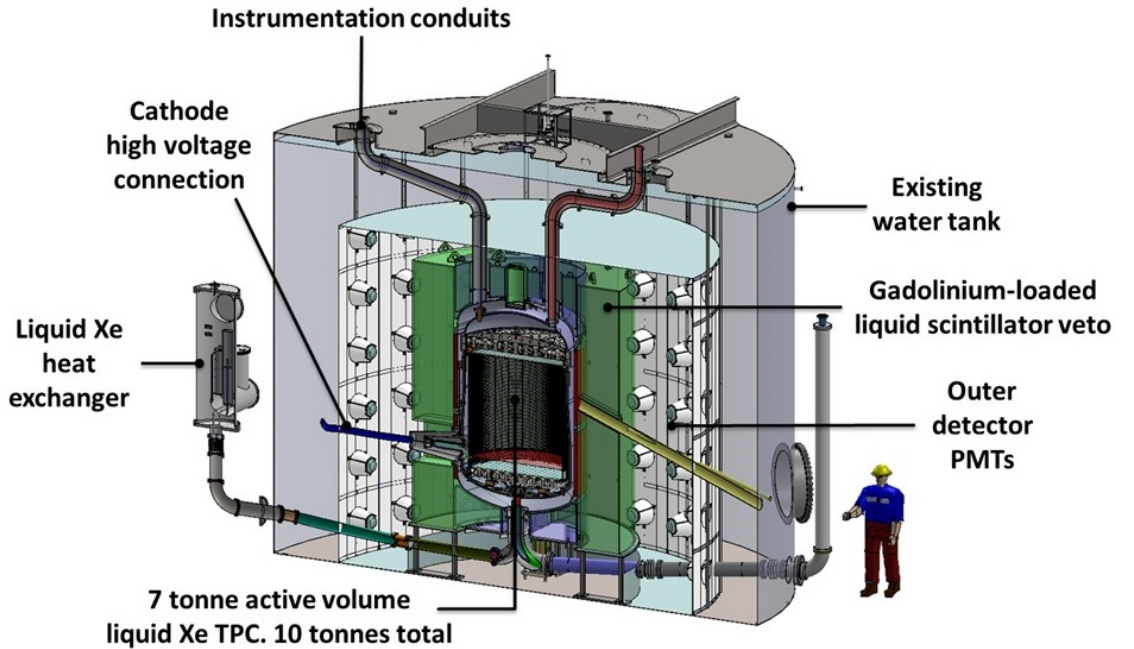 Instrumentation conduits
Cathode
high voltage
connection
Existing
water tank
Gadolinium-loaded
liquid scintillator veto
Liquid Xe
heat
exchanger
Outer
detector
PMTs
7 tonne active volume
liquid Xe TPC. 10 tonnes total